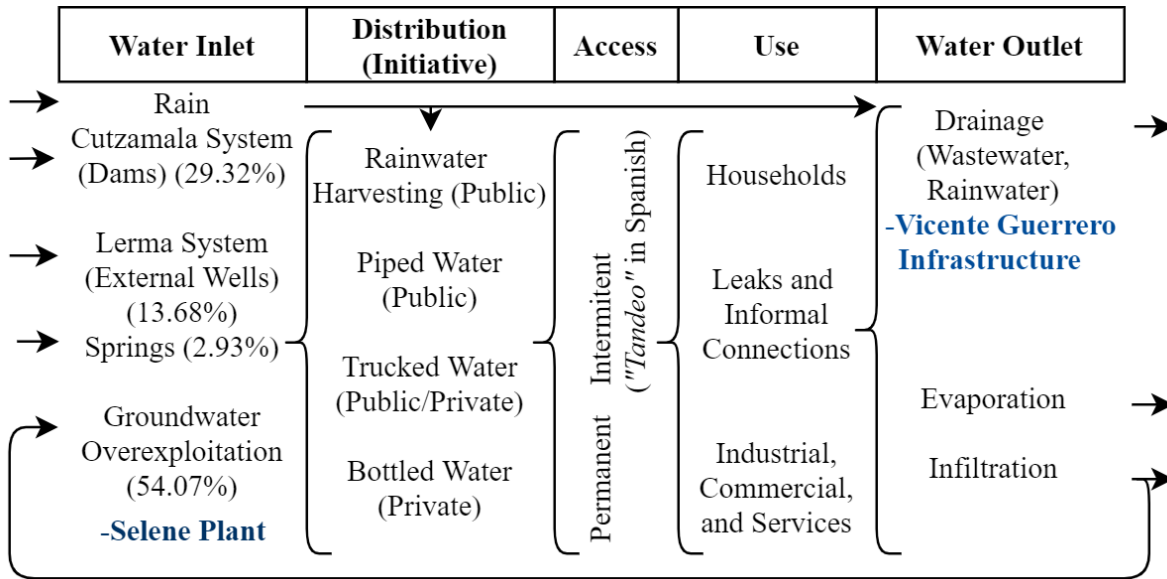 Water Inlet
Distribution
(Initiative)
Access
Use
Water Outlet
Rain
Cutzamala System
(Dams) (29.32%)
Lerma System
(External Wells)
(13.68%)
Springs (2.93%)
Groundwater
Overexploitation
(54.07%)
-Selene Plant
Rainwater
Harvesting (Public)
Piped Water
(Public)
Trucked Water
(Public/Private)
Bottled Water
(Private)
Permanent
Intermitent
("Tandeo" in Spanish)
Households
Leaks and
Informal
Connections
Industrial,
Commercial,
and Services
Drainage
(Wastewater,
Rainwater)
-Vicente Guerrero
Infrastructure
Evaporation
Infiltration